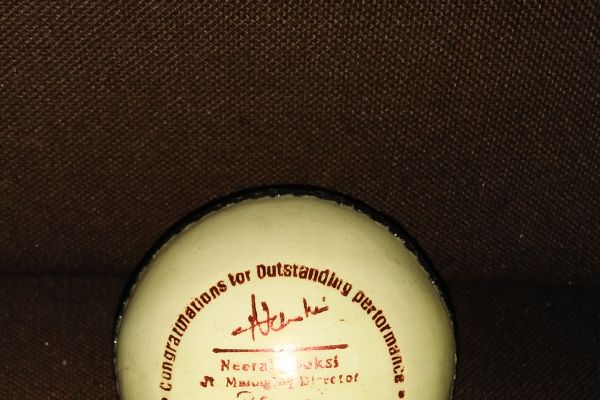 Congratulations for Outstanding performance
Neeraj
Jt. Managing Director